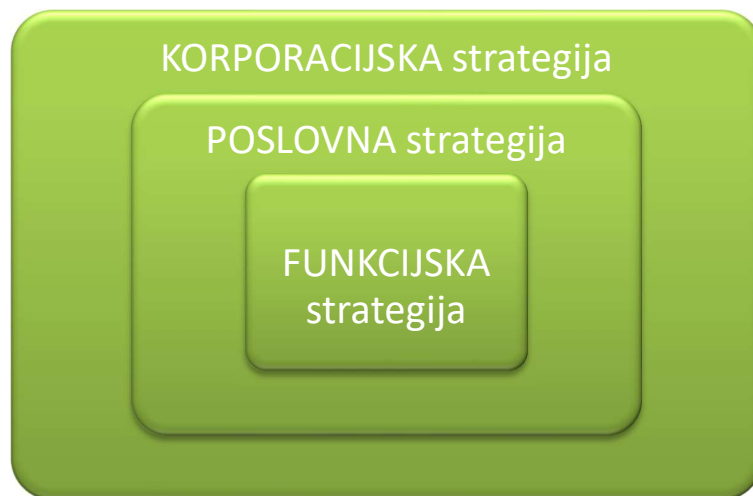 KORPORACIJSKA strategija
POSLOVNA strategija
FUNKCIJSKA
strategija